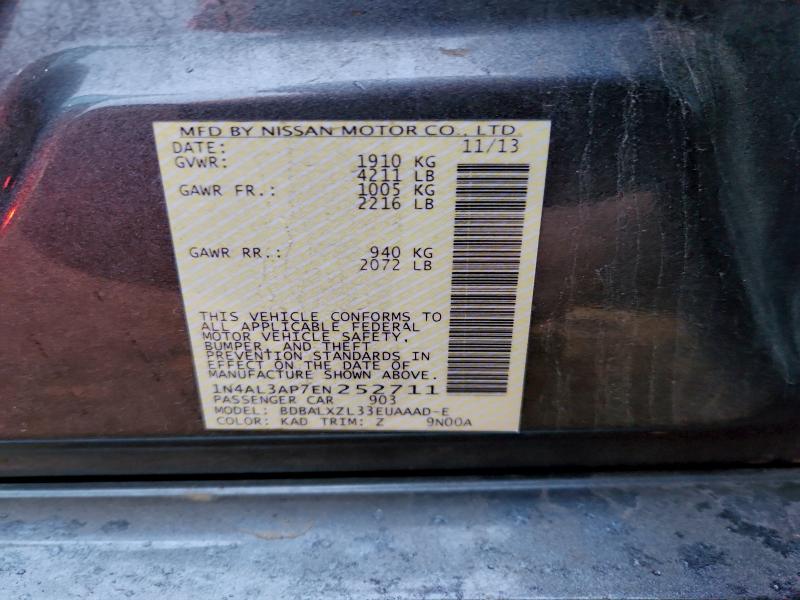 MFD BY NISSAN MOTOR CO., LTD.
DATE: 11/13
GVWR: 1910 KG
4211 LB
GAWR FR.: 1005 KG
2216 LB
GAWR RR.: 940 KG
2072 LB
THIS VEHICLE CONFORMS TO
ALL APPLICABLE FEDERAL
MOTOR VEHICLE SAFETY,
BUMPER, AND THEFT
PREVENTION STANDARDS IN
EFFECT ON THE DATE OF
MANUFACTURE SHOWN ABOVE.
1N4AL3AP7EN252711
PASSENGER CAR 903
MODEL: BDBALXZL33EUAAAD-E
COLOR: KAD TRIM: Z 9N00A